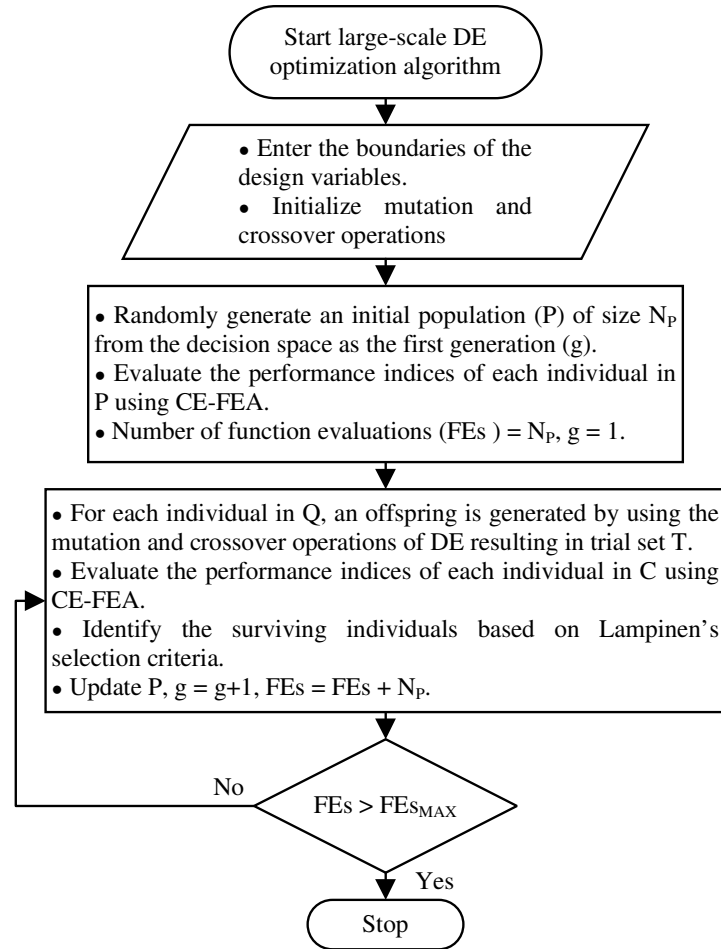 Start large-scale DE
optimization algorithm
• Enter the boundaries of the
design variables.
• Initialize mutation and
crossover operations
• Randomly generate an initial population (P) of size N_P
from the decision space as the first generation (g).
• Evaluate the performance indices of each individual in
P using CE-FEA.
• Number of function evaluations (FEs ) = N_P, g = 1.
• For each individual in Q, an offspring is generated by using the
mutation and crossover operations of DE resulting in trial set T.
• Evaluate the performance indices of each individual in C using
CE-FEA.
• Identify the surviving individuals based on Lampinen’s
selection criteria.
• Update P, g = g+1, FEs = FEs + N_P.
No
FEs > FEs_MAX
Yes
Stop